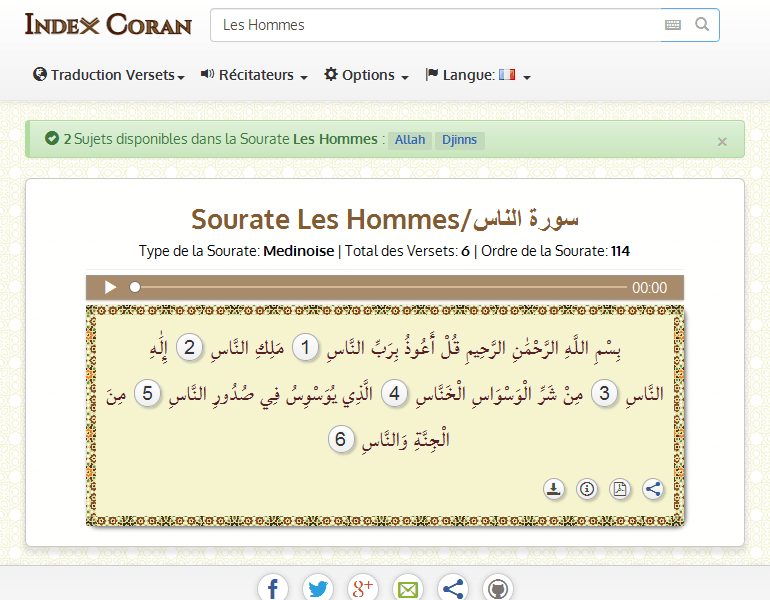 INDEX CORAN
Les Hommes
Traduction Versets Récitateurs Options Langue:
2 Sujets disponibles dans la Sourate Les Hommes : Allah Djinns ×
Sourate Les Hommes/سورة الناس
Type de la Sourate: Medinoise | Total des Versets: 6 | Ordre de la Sourate: 114
00:00
بِسْمِ اللَّهِ الرَّحْمَٰنِ الرَّحِيمِ قُلْ أَعُوذُ بِرَبِّ النَّاسِ 1 مَلِكِ النَّاسِ 2 إِلَٰهِ
النَّاسِ 3 مِنْ شَرِّ الْوَسْوَاسِ الْخَنَّاسِ 4 الَّذِي يُوَسْوِسُ فِي صُدُورِ النَّاسِ 5 مِنَ
الْجِنَّةِ وَالنَّاسِ 6